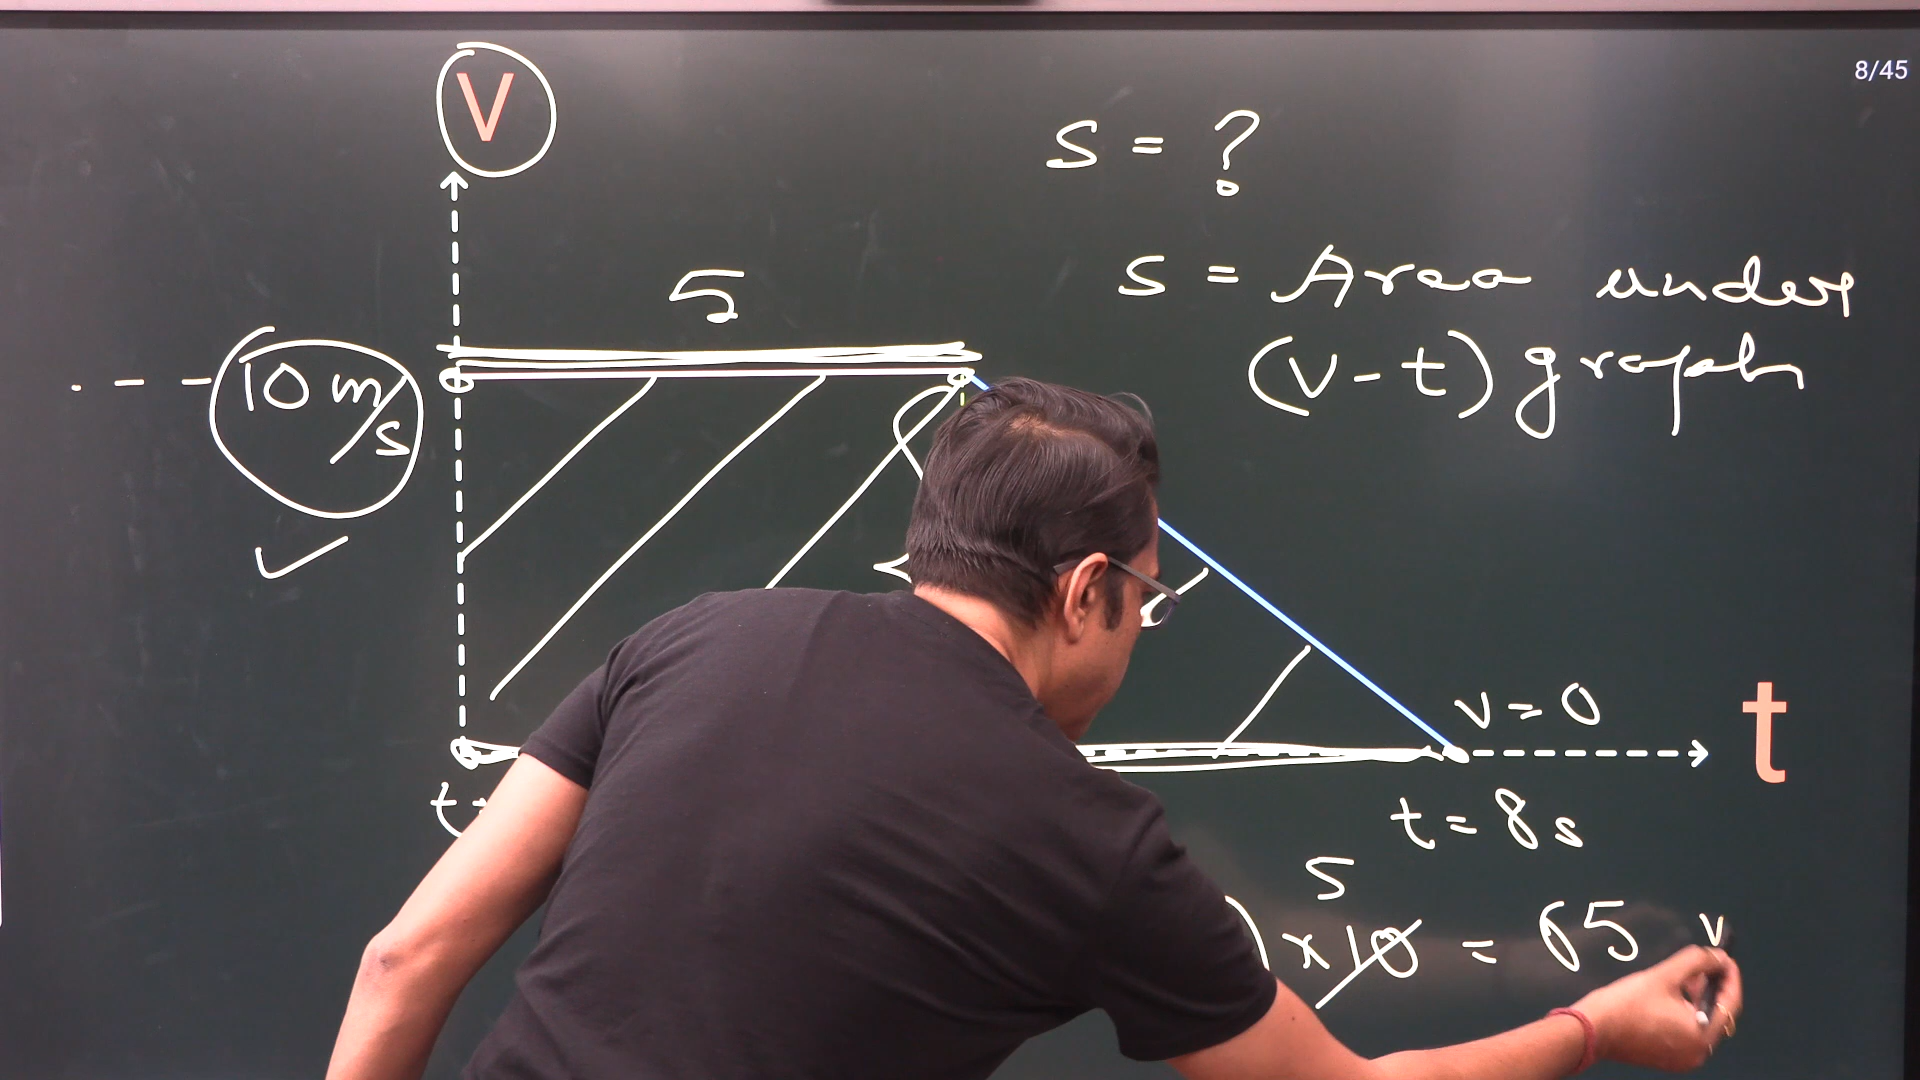 8/45
V
s = ?
s = Area under
(v-t) graph
5
10 m/s
v = 0
t
t = 8s
5
) × 10 = 65